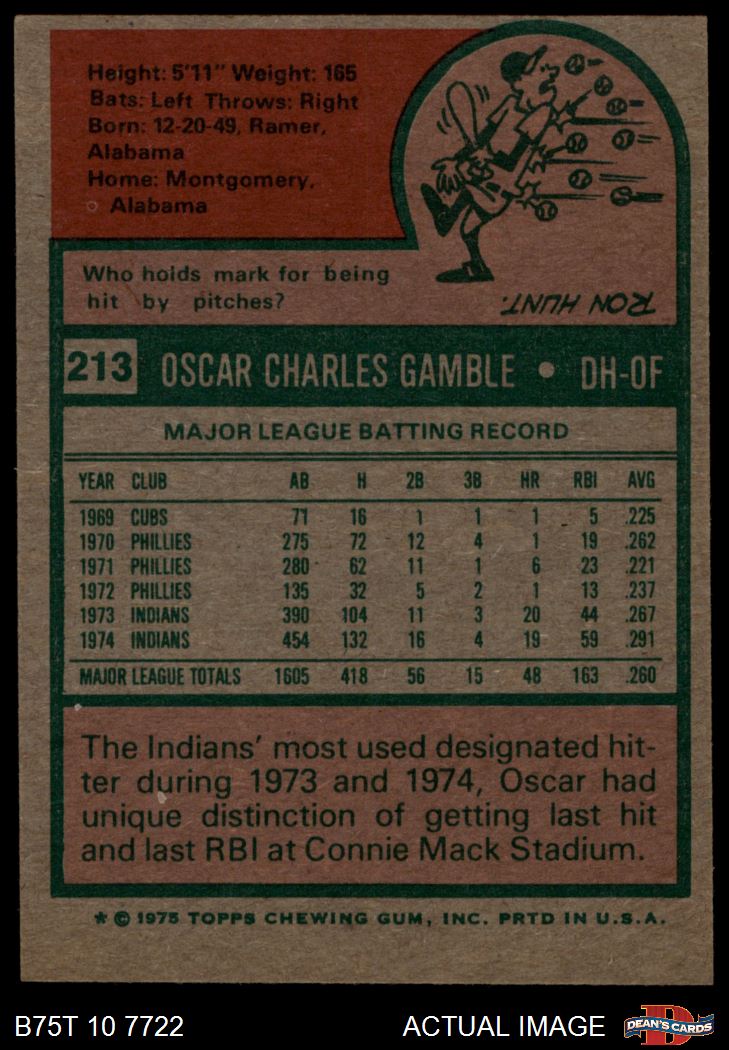 Height: 5'11" Weight: 165
Bats: Left Throws: Right
Born: 12-20-49, Ramer,
Alabama
Home: Montgomery,
Alabama
Who holds mark for being
hit by pitches?
RON HUNT.
213 OSCAR CHARLES GAMBLE • DH-OF
MAJOR LEAGUE BATTING RECORD
YEAR CLUB AB H 2B 3B HR RBI AVG
1969 CUBS 71 16 1 1 1 5 .225
1970 PHILLIES 275 72 12 4 1 19 .262
1971 PHILLIES 280 62 11 1 6 23 .221
1972 PHILLIES 135 32 5 2 1 13 .237
1973 INDIANS 390 104 11 3 20 44 .267
1974 INDIANS 454 132 16 4 19 59 .291
MAJOR LEAGUE TOTALS 1605 418 56 15 48 163 .260
The Indians' most used designated hit-
ter during 1973 and 1974, Oscar had
unique distinction of getting last hit
and last RBI at Connie Mack Stadium.
* © 1975 TOPPS CHEWING GUM, INC. PRTD IN U.S.A.
B75T 10 7722 ACTUAL IMAGE D DEAN'S CARDS